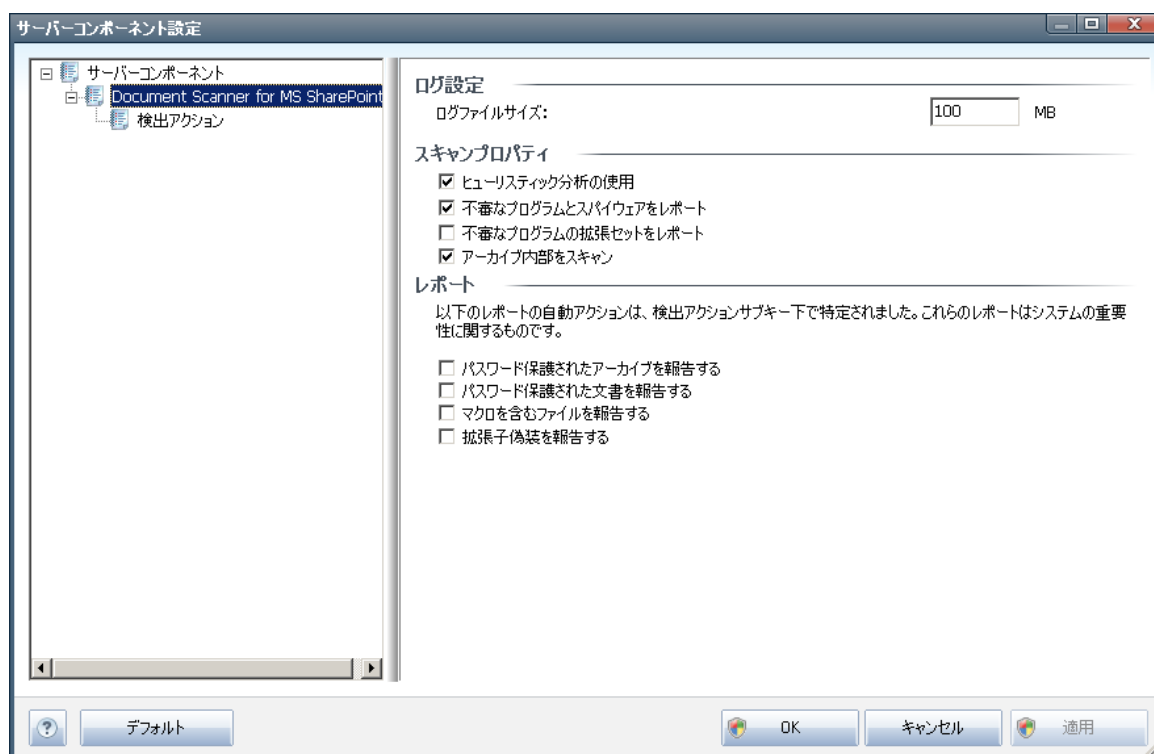 サーバーコンポーネント設定
サーバーコンポーネント
Document Scanner for MS SharePoint
検出アクション
ログ設定
ログファイルサイズ:
100
MB
スキャンプロパティ
ヒューリスティック分析の使用
不審なプログラムとスパイウェアをレポート
不審なプログラムの拡張セットをレポート
アーカイブ内部をスキャン
レポート
以下のレポートの自動アクションは、検出アクションサブキー下で特定されました。これらのレポートはシステムの重要
性に関するものです。
パスワード保護されたアーカイブを報告する
パスワード保護された文書を報告する
マクロを含むファイルを報告する
拡張子偽装を報告する
?
デフォルト
OK
キャンセル
適用